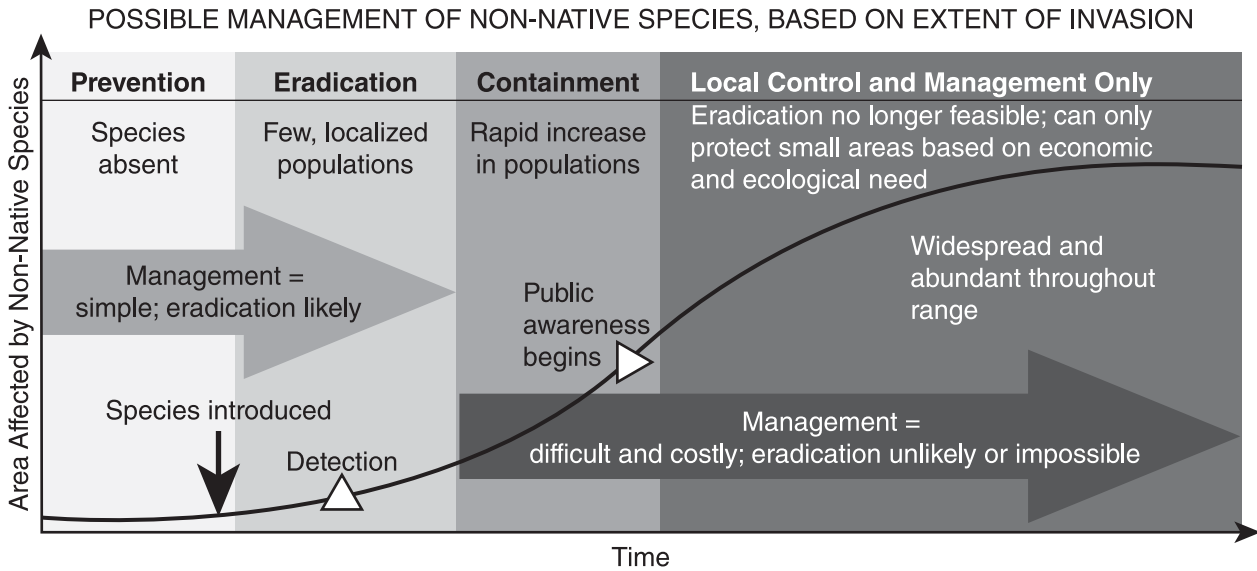 POSSIBLE MANAGEMENT OF NON-NATIVE SPECIES, BASED ON EXTENT OF INVASION
Area Affected by Non-Native Species
Prevention
Species
absent
Eradication
Few, localized
populations
Containment
Rapid increase
in populations
Local Control and Management Only
Eradication no longer feasible; can only
protect small areas based on economic
and ecological need
Management =
simple; eradication likely
Widespread and
abundant throughout
range
Public
awareness
begins
Species introduced
Detection
Management =
difficult and costly; eradication unlikely or impossible
Time